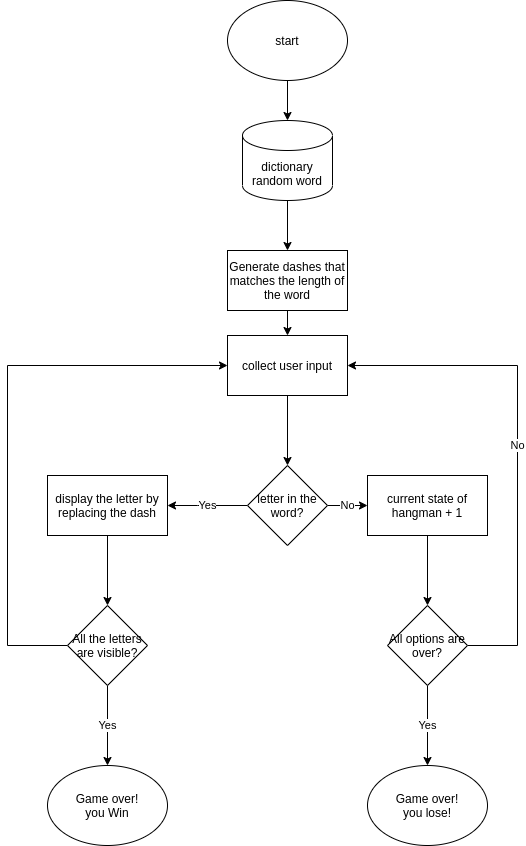 start
dictionary
random word
Generate dashes that
matches the length of
the word
collect user input
No
display the letter by
replacing the dash
Yes
letter in the
word?
No
current state of
hangman + 1
All the letters
are visible?
All options are
over?
Yes
Yes
Game over!
you Win
Game over!
you lose!